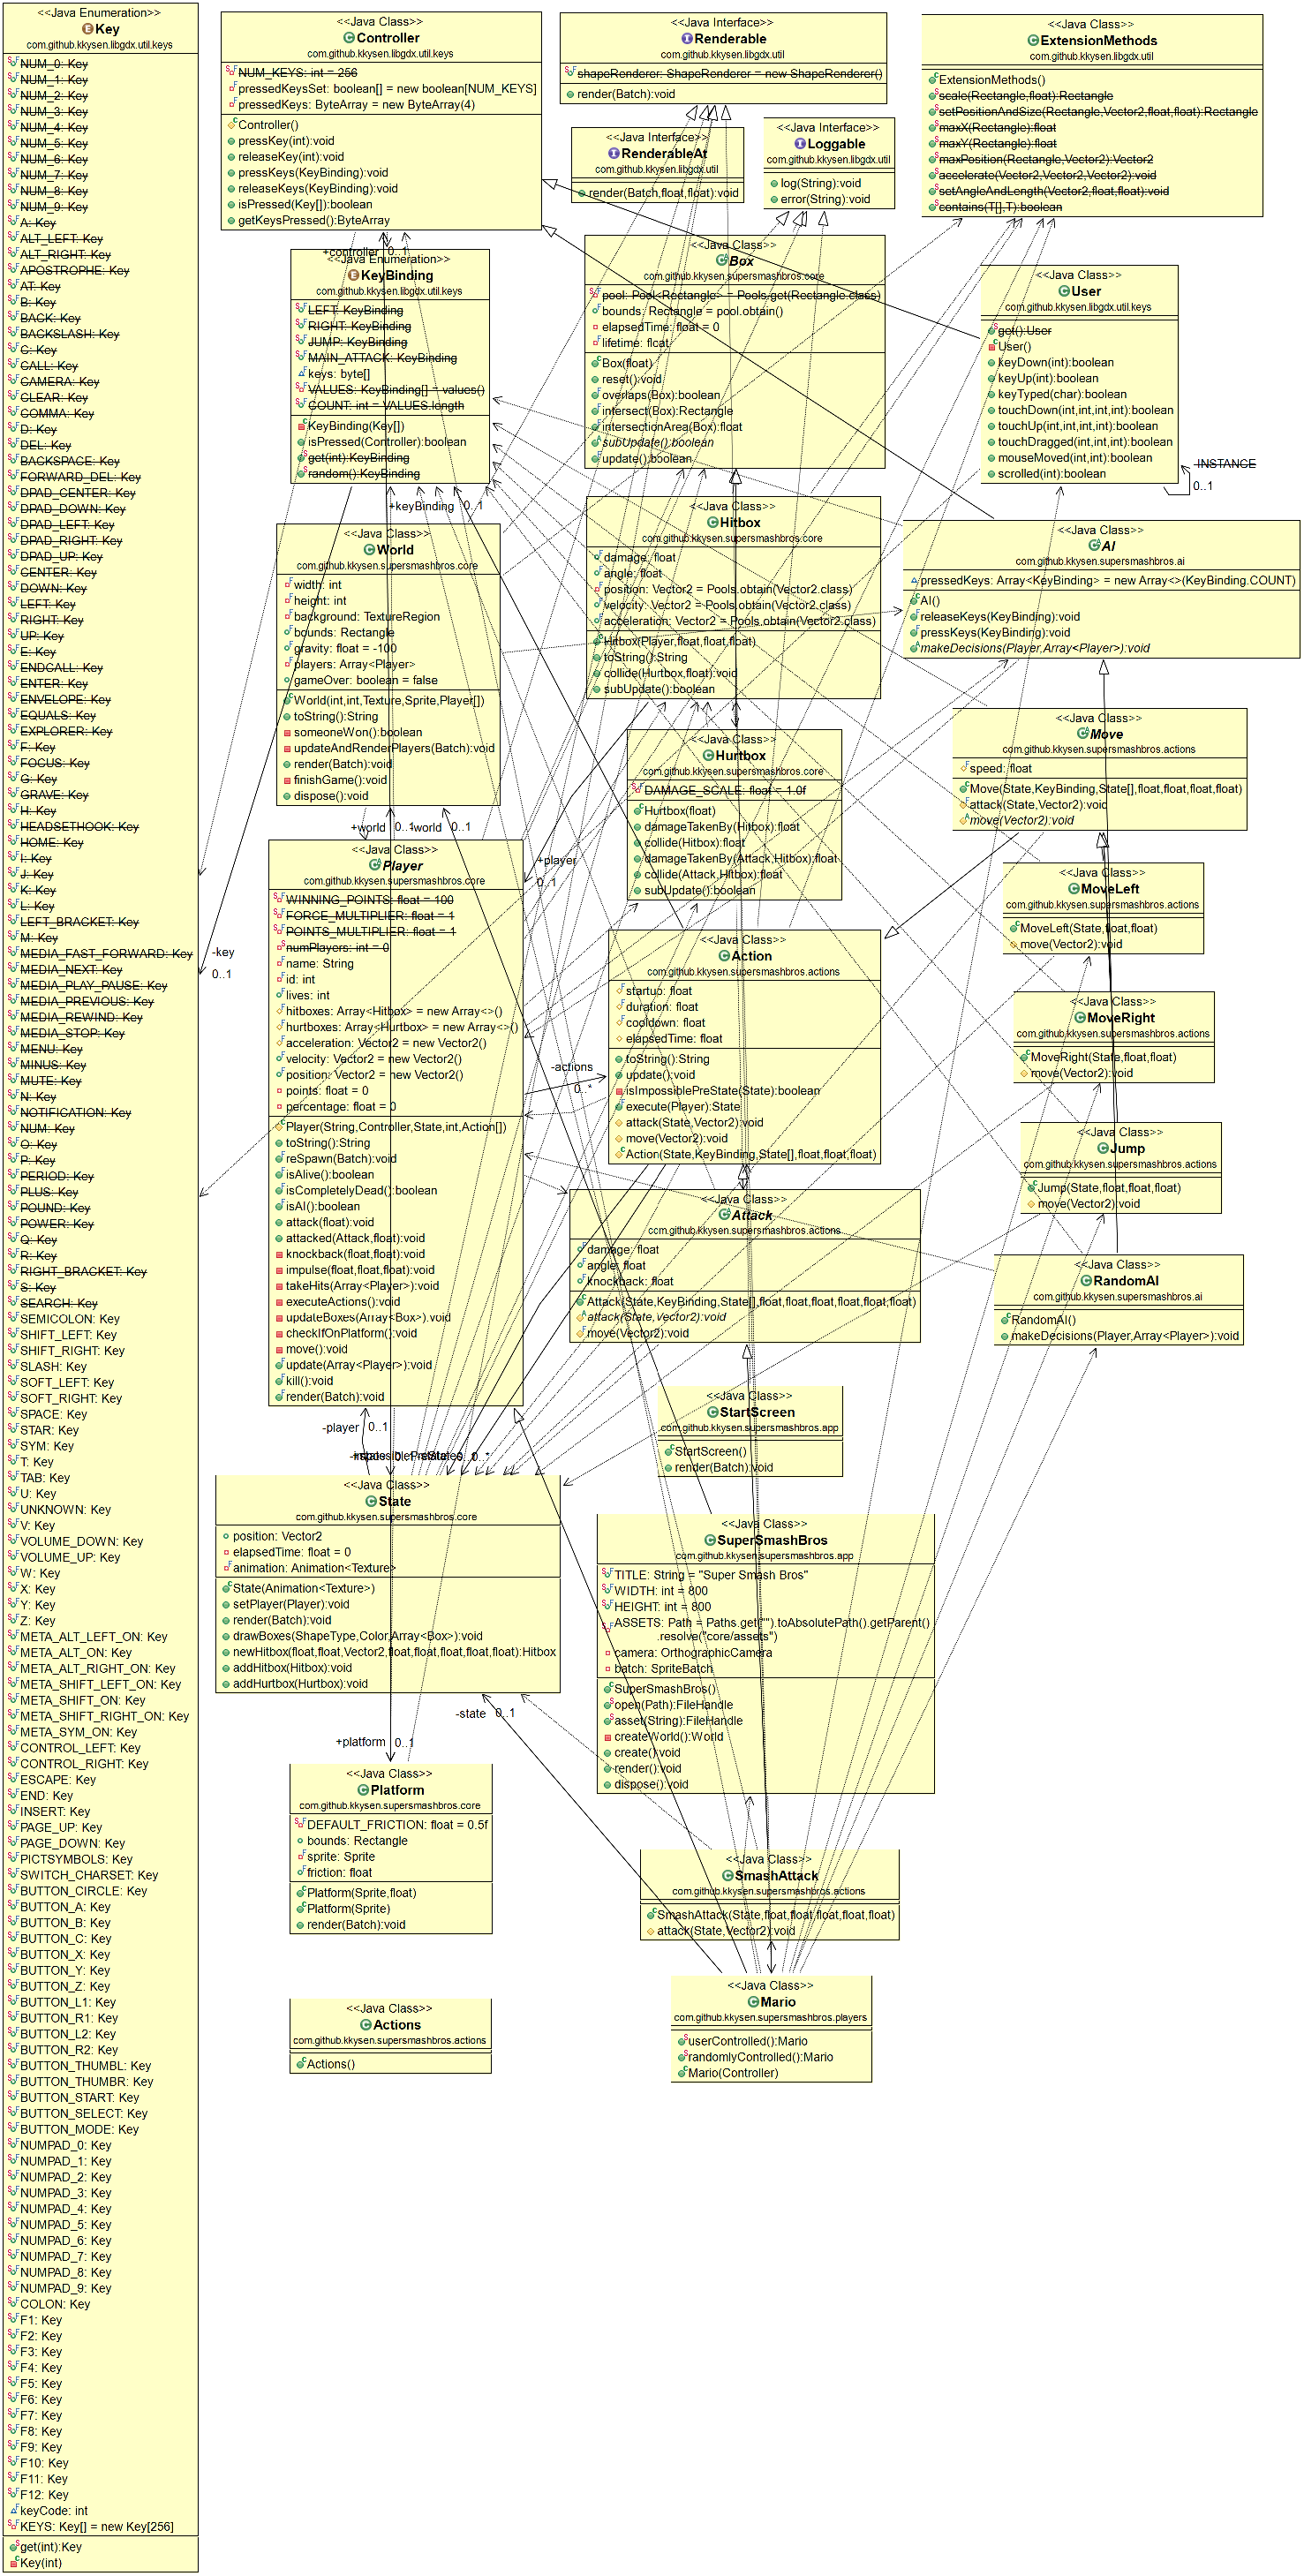 <<Java Enumeration>>
Key
com.github.kkysen.libgdx.util.keys
NUM_0: Key
NUM_1: Key
NUM_2: Key
NUM_3: Key
NUM_4: Key
NUM_5: Key
NUM_6: Key
NUM_7: Key
NUM_8: Key
NUM_9: Key
A: Key
ALT_LEFT: Key
ALT_RIGHT: Key
APOSTROPHE: Key
AT: Key
B: Key
BACK: Key
BACKSLASH: Key
C: Key
CALL: Key
CAMERA: Key
CLEAR: Key
COMMA: Key
D: Key
DEL: Key
BACKSPACE: Key
FORWARD_DEL: Key
DPAD_CENTER: Key
DPAD_DOWN: Key
DPAD_LEFT: Key
DPAD_RIGHT: Key
DPAD_UP: Key
CENTER: Key
DOWN: Key
LEFT: Key
RIGHT: Key
UP: Key
E: Key
ENDCALL: Key
ENTER: Key
ENVELOPE: Key
EQUALS: Key
EXPLORER: Key
F: Key
FOCUS: Key
G: Key
GRAVE: Key
H: Key
HEADSETHOOK: Key
HOME: Key
I: Key
J: Key
K: Key
L: Key
LEFT_BRACKET: Key
M: Key
MEDIA_FAST_FORWARD: Key
MEDIA_NEXT: Key
MEDIA_PLAY_PAUSE: Key
MEDIA_PREVIOUS: Key
MEDIA_REWIND: Key
MEDIA_STOP: Key
MENU: Key
MINUS: Key
MUTE: Key
N: Key
NOTIFICATION: Key
NUM: Key
O: Key
P: Key
PERIOD: Key
PLUS: Key
POUND: Key
POWER: Key
Q: Key
R: Key
RIGHT_BRACKET: Key
S: Key
SEARCH: Key
SEMICOLON: Key
SHIFT_LEFT: Key
SHIFT_RIGHT: Key
SLASH: Key
SOFT_LEFT: Key
SOFT_RIGHT: Key
SPACE: Key
STAR: Key
SYM: Key
T: Key
TAB: Key
U: Key
UNKNOWN: Key
V: Key
VOLUME_DOWN: Key
VOLUME_UP: Key
W: Key
X: Key
Y: Key
Z: Key
META_ALT_LEFT_ON: Key
META_ALT_ON: Key
META_ALT_RIGHT_ON: Key
META_SHIFT_LEFT_ON: Key
META_SHIFT_ON: Key
META_SHIFT_RIGHT_ON: Key
META_SYM_ON: Key
CONTROL_LEFT: Key
CONTROL_RIGHT: Key
ESCAPE: Key
END: Key
INSERT: Key
PAGE_UP: Key
PAGE_DOWN: Key
PICTSYMBOLS: Key
SWITCH_CHARSET: Key
BUTTON_CIRCLE: Key
BUTTON_A: Key
BUTTON_B: Key
BUTTON_C: Key
BUTTON_X: Key
BUTTON_Y: Key
BUTTON_Z: Key
BUTTON_L1: Key
BUTTON_R1: Key
BUTTON_L2: Key
BUTTON_R2: Key
BUTTON_THUMBL: Key
BUTTON_THUMBR: Key
BUTTON_START: Key
BUTTON_SELECT: Key
BUTTON_MODE: Key
NUMPAD_0: Key
NUMPAD_1: Key
NUMPAD_2: Key
NUMPAD_3: Key
NUMPAD_4: Key
NUMPAD_5: Key
NUMPAD_6: Key
NUMPAD_7: Key
NUMPAD_8: Key
NUMPAD_9: Key
COLON: Key
F1: Key
F2: Key
F3: Key
F4: Key
F5: Key
F6: Key
F7: Key
F8: Key
F9: Key
F10: Key
F11: Key
F12: Key
keyCode: int
KEYS: Key[] = new Key[256]
get(int):Key
Key(int)
<<Java Class>>
Controller
com.github.kkysen.libgdx.util.keys
NUM_KEYS: int = 256
pressedKeysSet: boolean[] = new boolean[NUM_KEYS]
pressedKeys: ByteArray = new ByteArray(4)
Controller()
pressKey(int):void
releaseKey(int):void
pressKeys(KeyBinding):void
releaseKeys(KeyBinding):void
isPressed(Key[]):boolean
getKeysPressed():ByteArray
+controller 0..1
<<Java Enumeration>>
KeyBinding
com.github.kkysen.libgdx.util.keys
LEFT: KeyBinding
RIGHT: KeyBinding
JUMP: KeyBinding
MAIN_ATTACK: KeyBinding
keys: byte[]
VALUES: KeyBinding[] = values()
COUNT: int = VALUES.length
KeyBinding(Key[])
isPressed(Controller):boolean
get(int):KeyBinding
random():KeyBinding
+keyBinding 0..1
-key
0..1
<<Java Class>>
World
com.github.kkysen.supersmashbros.core
width: int
height: int
background: TextureRegion
bounds: Rectangle
gravity: float = -100
players: Array<Player>
gameOver: boolean = false
World(int,int,Texture,Sprite,Player[])
toString():String
someoneWon():boolean
updateAndRenderPlayers(Batch):void
render(Batch):void
finishGame():void
dispose():void
+world 0..1
-world 0..1
<<Java Class>>
Player
com.github.kkysen.supersmashbros.core
WINNING_POINTS: float = 100
FORCE_MULTIPLIER: float = 1
POINTS_MULTIPLIER: float = 1
numPlayers: int = 0
name: String
id: int
lives: int
hitboxes: Array<Hitbox> = new Array<>()
hurtboxes: Array<Hurtbox> = new Array<>()
acceleration: Vector2 = new Vector2()
velocity: Vector2 = new Vector2()
position: Vector2 = new Vector2()
points: float = 0
percentage: float = 0
Player(String,Controller,State,int,Action[])
toString():String
reSpawn(Batch):void
isAlive():boolean
isCompletelyDead():boolean
isAI():boolean
attack(float):void
attacked(Attack,float):void
knockback(float,float):void
impulse(float,float,float):void
takeHits(Array<Player>):void
executeActions():void
updateBoxes(Array<Box>):void
checkIfOnPlatform():void
move():void
update(Array<Player>):void
kill():void
render(Batch):void
-player 0..1
<<Java Class>>
State
com.github.kkysen.supersmashbros.core
position: Vector2
elapsedTime: float = 0
animation: Animation<Texture>
State(Animation<Texture>)
setPlayer(Player):void
render(Batch):void
drawBoxes(ShapeType,Color,Array<Box>):void
newHitbox(float,float,Vector2,float,float,float,float,float):Hitbox
addHitbox(Hitbox):void
addHurtbox(Hurtbox):void
-state 0..1
+platform 0..1
<<Java Class>>
Platform
com.github.kkysen.supersmashbros.core
DEFAULT_FRICTION: float = 0.5f
bounds: Rectangle
sprite: Sprite
friction: float
Platform(Sprite,float)
Platform(Sprite)
render(Batch):void
<<Java Class>>
Actions
com.github.kkysen.supersmashbros.actions
Actions()
<<Java Interface>>
Renderable
com.github.kkysen.libgdx.util
shapeRenderer: ShapeRenderer = new ShapeRenderer()
render(Batch):void
<<Java Interface>>
RenderableAt
com.github.kkysen.libgdx.util
render(Batch,float,float):void
<<Java Interface>>
Loggable
com.github.kkysen.libgdx.util
log(String):void
error(String):void
<<Java Class>>
Box
com.github.kkysen.supersmashbros.core
pool: Pool<Rectangle> = Pools.get(Rectangle.class)
bounds: Rectangle = pool.obtain()
elapsedTime: float = 0
lifetime: float
Box(float)
reset():void
overlaps(Box):boolean
intersect(Box):Rectangle
intersectionArea(Box):float
subUpdate():boolean
update():boolean
<<Java Class>>
Hitbox
com.github.kkysen.supersmashbros.core
damage: float
angle: float
position: Vector2 = Pools.obtain(Vector2.class)
velocity: Vector2 = Pools.obtain(Vector2.class)
acceleration: Vector2 = Pools.obtain(Vector2.class)
Hitbox(Player,float,float,float)
toString():String
collide(Hurtbox,float):void
subUpdate():boolean
+player
0..1
<<Java Class>>
Hurtbox
com.github.kkysen.supersmashbros.core
DAMAGE_SCALE: float = 1.0f
Hurtbox(float)
damageTakenBy(Hitbox):float
collide(Hitbox):float
damageTakenBy(Attack,Hitbox):float
collide(Attack,Hitbox):float
subUpdate():boolean
-actions
0..*
<<Java Class>>
Action
com.github.kkysen.supersmashbros.actions
startup: float
duration: float
cooldown: float
elapsedTime: float
toString():String
update():void
isImpossiblePreState(State):boolean
execute(Player):State
attack(State,Vector2):void
move(Vector2):void
Action(State,KeyBinding,State[],float,float,float)
<<Java Class>>
Attack
com.github.kkysen.supersmashbros.actions
damage: float
angle: float
knockback: float
Attack(State,KeyBinding,State[],float,float,float,float,float,float)
attack(State,Vector2):void
move(Vector2):void
<<Java Class>>
StartScreen
com.github.kkysen.supersmashbros.app
StartScreen()
render(Batch):void
<<Java Class>>
SuperSmashBros
com.github.kkysen.supersmashbros.app
TITLE: String = "Super Smash Bros"
WIDTH: int = 800
HEIGHT: int = 800
ASSETS: Path = Paths.get("").toAbsolutePath().getParent()
.resolve("core/assets")
camera: OrthographicCamera
batch: SpriteBatch
SuperSmashBros()
open(Path):FileHandle
asset(String):FileHandle
createWorld():World
create():void
render():void
dispose():void
<<Java Class>>
SmashAttack
com.github.kkysen.supersmashbros.actions
SmashAttack(State,float,float,float,float,float)
attack(State,Vector2):void
<<Java Class>>
Mario
com.github.kkysen.supersmashbros.players
userControlled():Mario
randomlyControlled():Mario
Mario(Controller)
<<Java Class>>
ExtensionMethods
com.github.kkysen.libgdx.util
ExtensionMethods()
scale(Rectangle,float):Rectangle
setPositionAndSize(Rectangle,Vector2,float,float):Rectangle
maxX(Rectangle):float
maxY(Rectangle):float
maxPosition(Rectangle,Vector2):Vector2
accelerate(Vector2,Vector2,Vector2):void
setAngleAndLength(Vector2,float,float):void
contains(T[],T):boolean
<<Java Class>>
User
com.github.kkysen.libgdx.util.keys
get():User
User()
keyDown(int):boolean
keyUp(int):boolean
keyTyped(char):boolean
touchDown(int,int,int,int):boolean
touchUp(int,int,int,int):boolean
touchDragged(int,int,int):boolean
mouseMoved(int,int):boolean
scrolled(int):boolean
-INSTANCE
0..1
<<Java Class>>
AI
com.github.kkysen.supersmashbros.ai
pressedKeys: Array<KeyBinding> = new Array<>(KeyBinding.COUNT)
AI()
releaseKeys(KeyBinding):void
pressKeys(KeyBinding):void
makeDecisions(Player,Array<Player>):void
<<Java Class>>
Move
com.github.kkysen.supersmashbros.actions
speed: float
Move(State,KeyBinding,State[],float,float,float,float)
attack(State,Vector2):void
move(Vector2):void
<<Java Class>>
MoveLeft
com.github.kkysen.supersmashbros.actions
MoveLeft(State,float,float)
move(Vector2):void
<<Java Class>>
MoveRight
com.github.kkysen.supersmashbros.actions
MoveRight(State,float,float)
move(Vector2):void
<<Java Class>>
Jump
com.github.kkysen.supersmashbros.actions
Jump(State,float,float,float)
move(Vector2):void
<<Java Class>>
RandomAI
com.github.kkysen.supersmashbros.ai
RandomAI()
makeDecisions(Player,Array<Player>):void